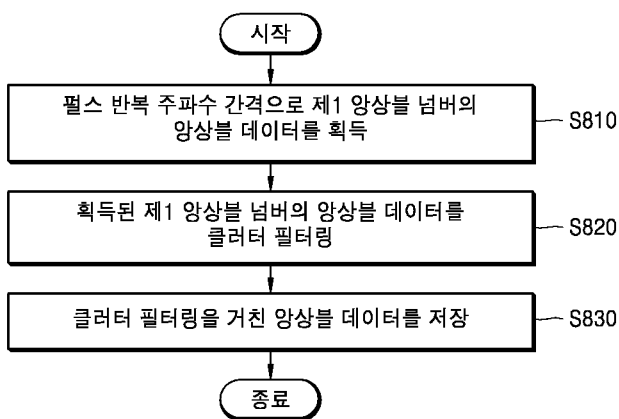 시작
펄스 반복 주파수 간격으로 제1 앙상블 넘버의
앙상블 데이터를 획득
S810
획득된 제1 앙상블 넘버의 앙상블 데이터를
클러터 필터링
S820
클러터 필터링을 거친 앙상블 데이터를 저장
S830
종료